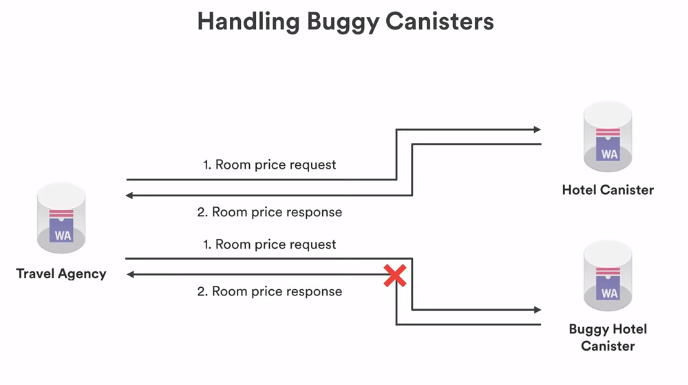 Handling Buggy Canisters
1. Room price request
WA
Hotel Canister
2. Room price response
WA
Travel Agency
1. Room price request
2. Room price response
WA
Buggy Hotel
Canister